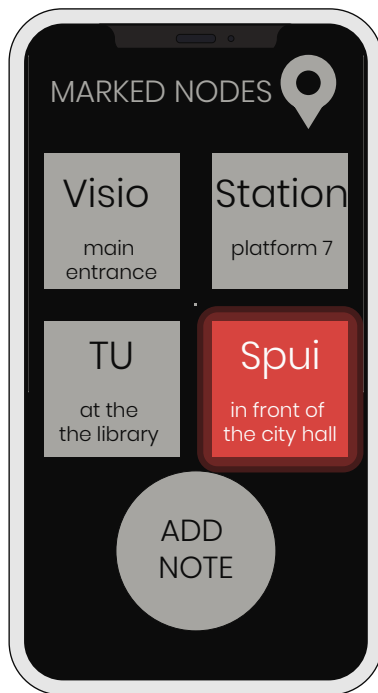 MARKED NODES
Visio
main
entrance
Station
platform 7
TU
at the
the library
Spui
in front of
the city hall
ADD
NOTE